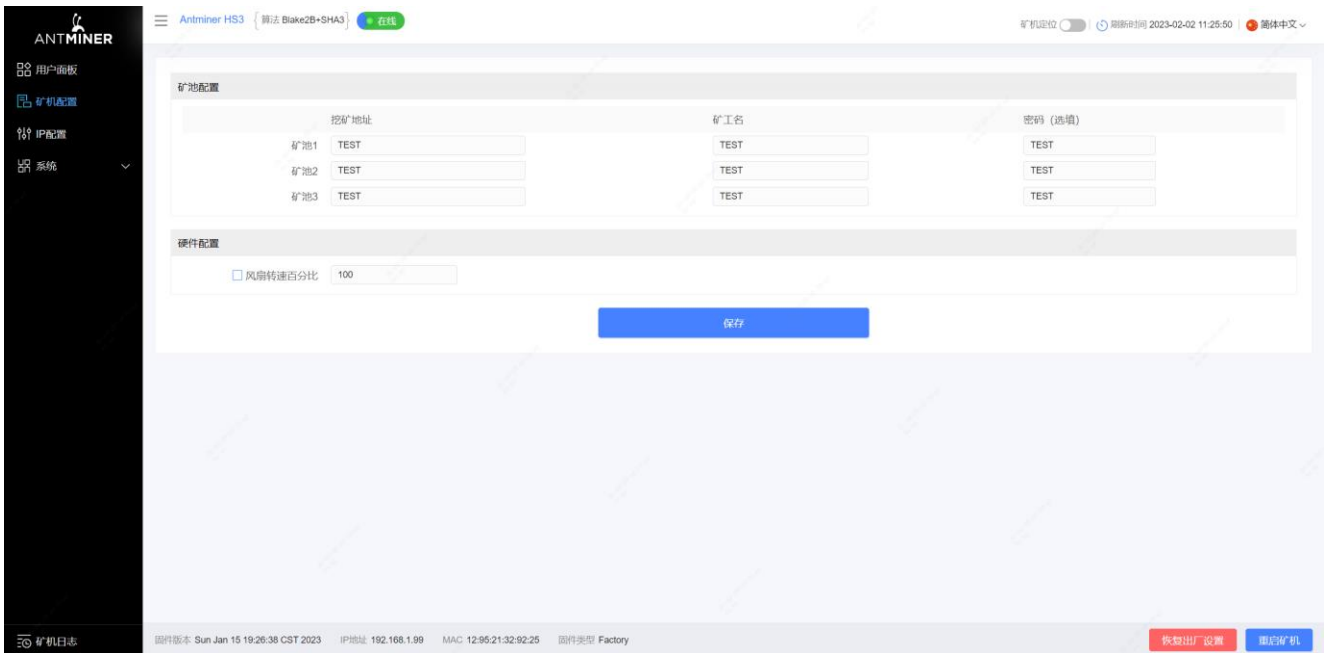 ANTMINER
Antminer HS3 算法 Blake2B+SHA3 在线
矿机定位 刷新时间 2023-02-02 11:25:50 简体中文
用户面板
矿机配置
IP配置
系统
矿池配置
挖矿地址 矿工名 密码 (选填)
矿池1 TEST TEST TEST
矿池2 TEST TEST TEST
矿池3 TEST TEST TEST
硬件配置
风扇转速百分比 100
保存
矿机日志
固件版本 Sun Jan 15 19:26:38 CST 2023 IP地址 192.168.1.99 MAC 12:95:21:32:92:25 固件类型 Factory
恢复出厂设置 重启矿机